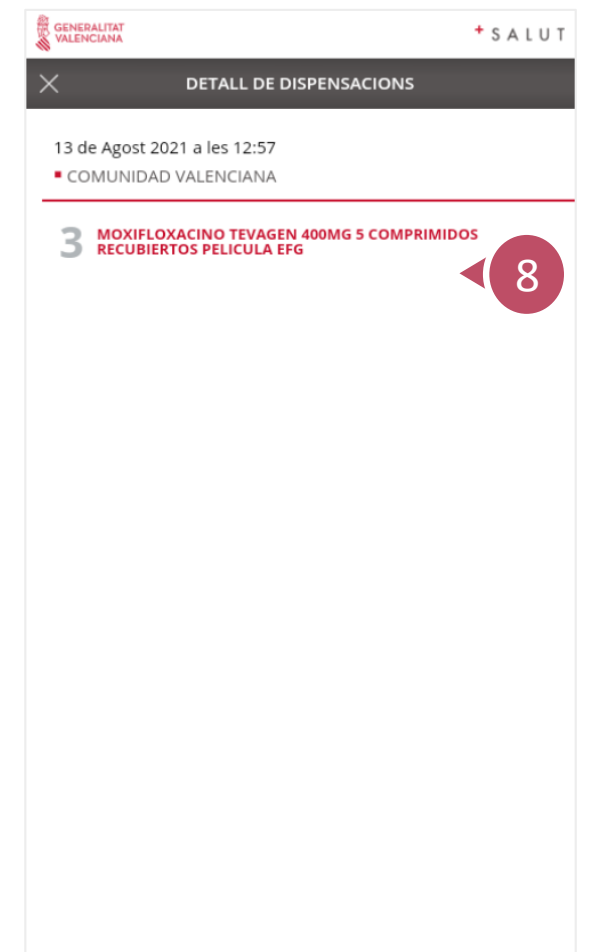 GENERALITAT
VALENCIANA
+SALUT
DETALL DE DISPENSACIONS
13 de Agost 2021 a les 12:57
COMUNIDAD VALENCIANA
3 MOXIFLOXACINO TEVAGEN 400MG 5 COMPRIMIDOS
RECUBIERTOS PELICULA EFG
8